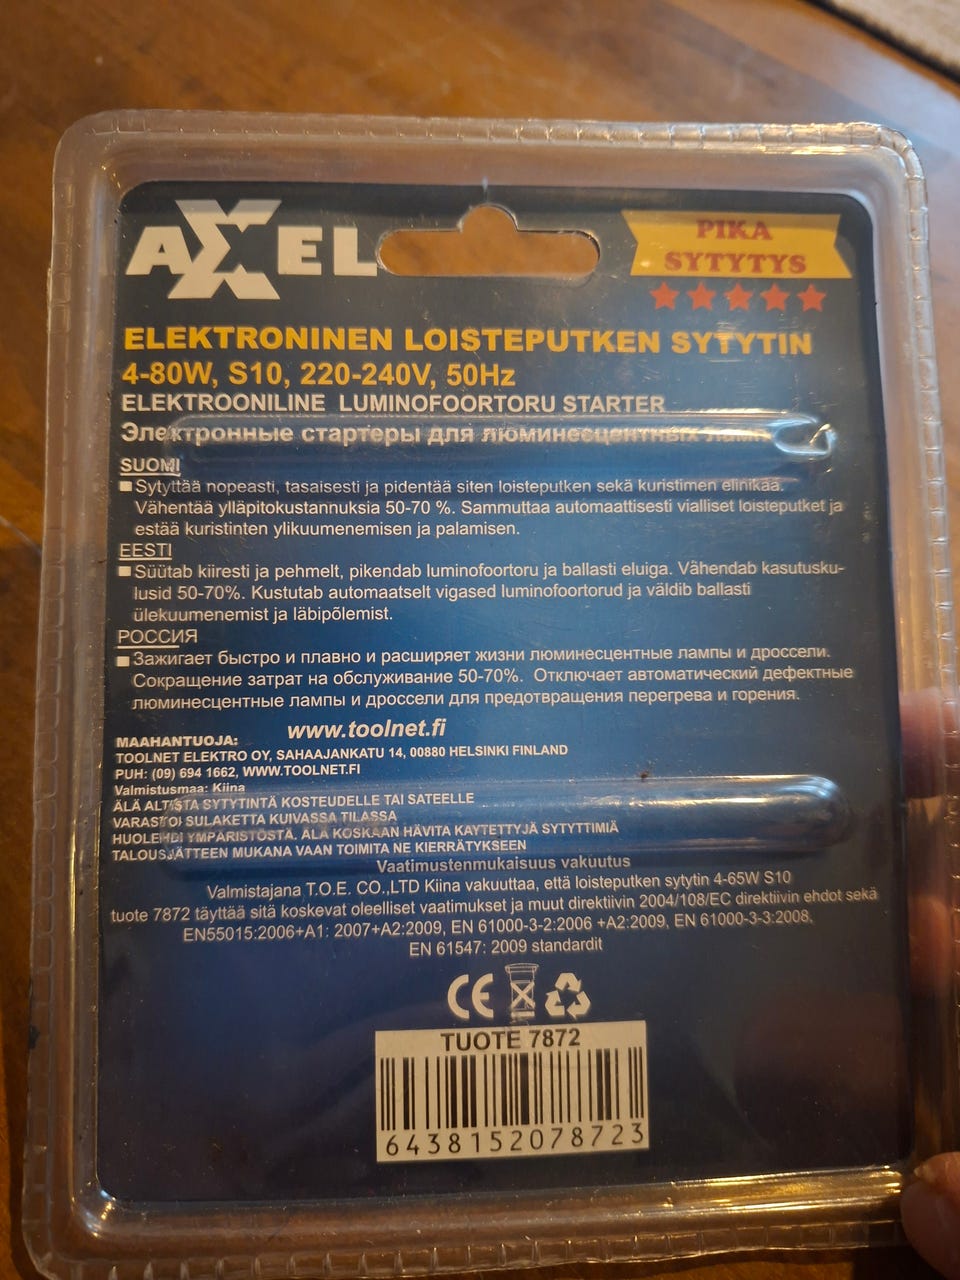 AXEL
PIKA
SYTYTYS
ELEKTRONINEN LOISTEPUTKEN SYTYTIN
4-80W, S10, 220-240V, 50Hz
ELEKTROONILINE LUMINOFOORTORU STARTER
Электронные стартеры для люминесцентных
SUOMI
Sytyttää nopeasti, tasaisesti ja pidentää siten loisteputken sekä kuristimen elinikää.
Vähentää ylläpitokustannuksia 50-70 %. Sammuttaa automaattisesti vialliset loisteputket ja
estää kuristinten ylikuumenemisen ja palamisen.
EESTI
Süütab kiiresti ja pehmelt, pikendab luminofoortoru ja ballasti eluiga. Vähendab kasutusku-
lusid 50-70%. Kustutab automaatselt vigased luminofoortorud ja väldib ballasti
ülekuumenemist ja läbipõlemist.
РОССИЯ
Зажигает быстро и плавно и расширяет жизни люминесцентные лампы и дроссели.
Сокращение затрат на обслуживание 50-70%. Отключает автоматический дефектные
люминесцентные лампы и дроссели для предотвращения перегрева и горения.
www.toolnet.fi
MAAHANTUOJA:
TOOLNET ELEKTRO OY, SAHAAJANKATU 14, 00880 HELSINKI FINLAND
PUH: (09) 694 1662, WWW.TOOLNET.FI
Valmistusmaa: Kiina
ÄLÄ ALTISTA SYTYTINTÄ KOSTEUDELLE TAI SATEELLE
VARASTOI SULAKETTA KUIVASSA TILASSA
HUOLEHDI YMPÄRISTÖSTÄ. ÄLÄ KOSKAAN HÄVITÄ KÄYTETTYJÄ SYTYTTIMIÄ
TALOUSJÄTTEEN MUKANA VAAN TOIMITA NE KIERRÄTYKSEEN
Vaatimustenmukaisuus vakuutus
Valmistajana T.O.E. CO.,LTD Kiina vakuuttaa, että loisteputken sytytin 4-65W S10
tuote 7872 täyttää sitä koskevat oleelliset vaatimukset ja muut direktiivin 2004/108/EC direktiivin ehdot sekä
EN55015:2006+A1: 2007+A2:2009, EN 61000-3-2:2006 +A2:2009, EN 61000-3-3:2008,
EN 61547: 2009 standardit
CE
TUOTE 7872
6438152078723